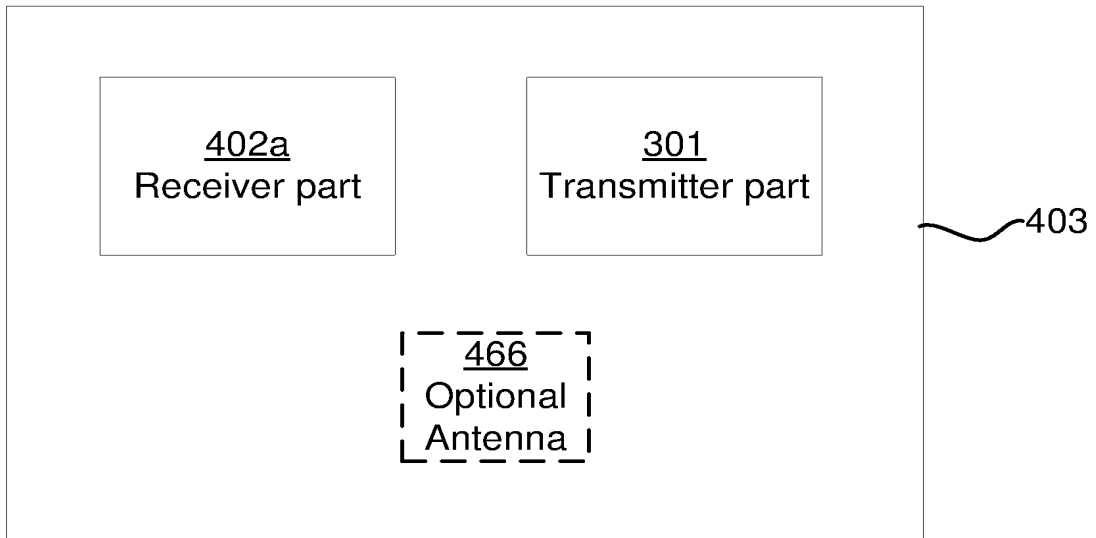 402a
Receiver part
301
Transmitter part
403
466
Optional
Antenna